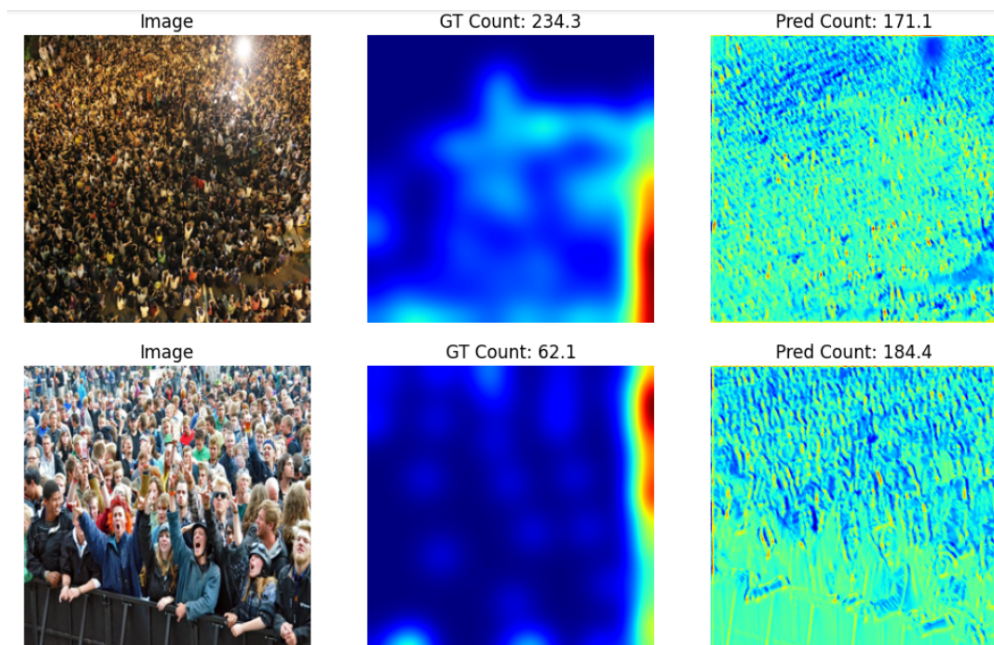 Image
GT Count: 234.3
Pred Count: 171.1
Image
GT Count: 62.1
Pred Count: 184.4